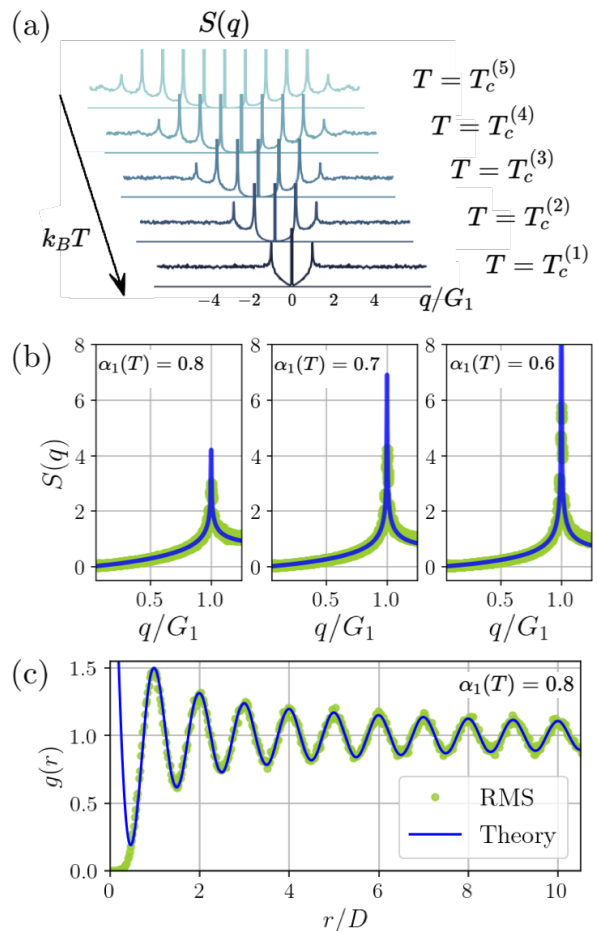 (a)
S(q)
T = T_c^{(5)}
T = T_c^{(4)}
T = T_c^{(3)}
T = T_c^{(2)}
T = T_c^{(1)}
k_BT
−4 −2 0 2 4 q/G_1
(b)
8 6 4 2 0
S(q)
α_1(T) = 0.8
α_1(T) = 0.7
α_1(T) = 0.6
0.5 1.0 0.5 1.0 0.5 1.0
q/G_1 q/G_1 q/G_1
(c)
1.5 1.0 0.5 0.0
g(r)
α_1(T) = 0.8
RMS
Theory
0 2 4 6 8 10
r/D